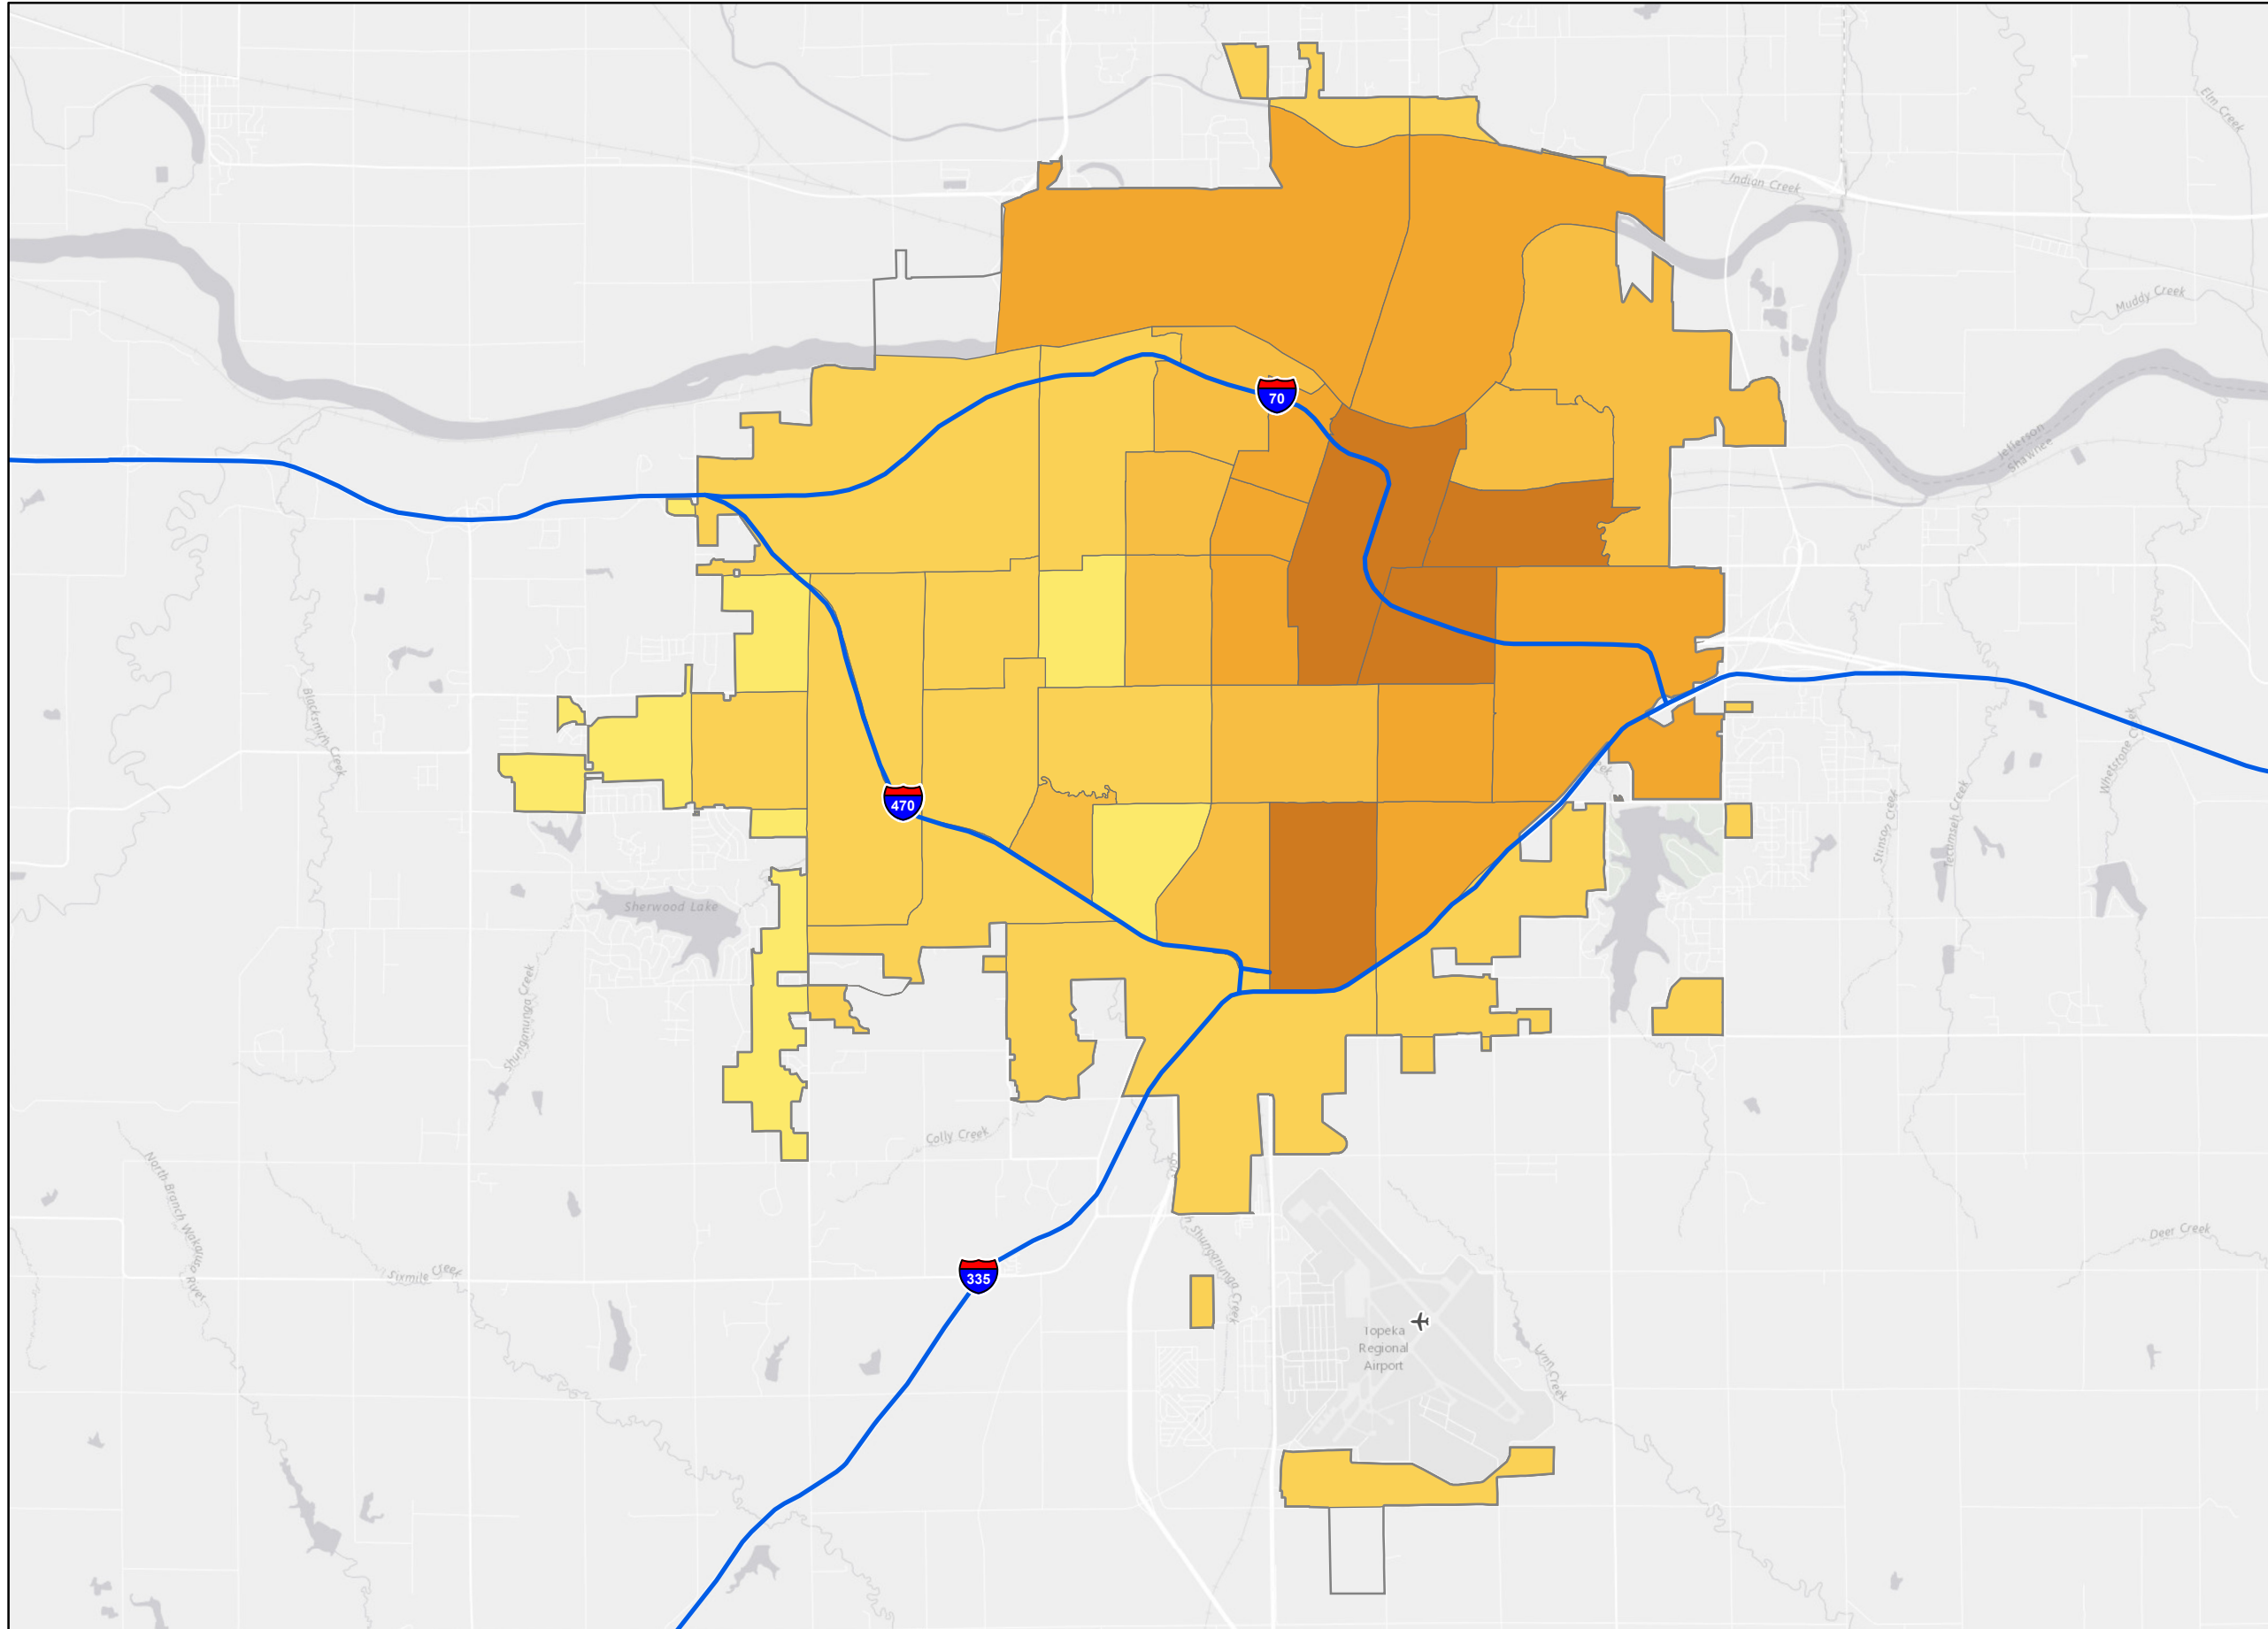 Elm Creek
Indian Creek
Muddy Creek
70
Jefferson
Shawnee
Blacksmith Creek
Whetstone Creek
470
Stinson Creek
Tecumseh Creek
Sherwood Lake
Shunganunga Creek
Colly Creek
North Branch Wakarusa River
Shunganunga Creek
Deer Creek
Sixmile Creek
335
Topeka
Regional
Airport
Lynn Creek